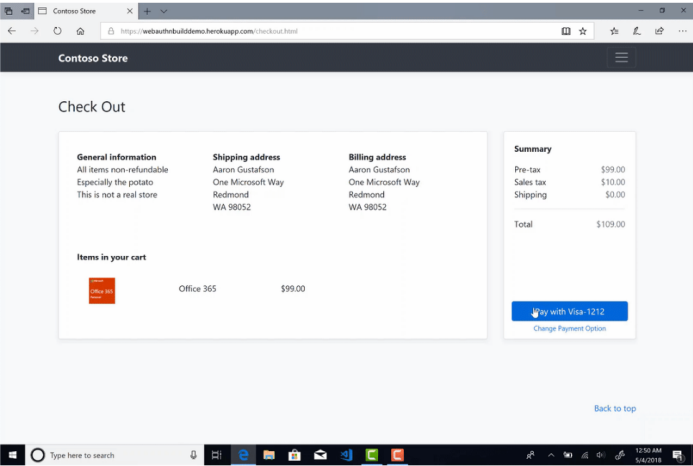 Contoso Store
https://webauthnbuilddemo.herokuapp.com/checkout.html
Contoso Store
Check Out
General information
All items non-refundable
Especially the potato
This is not a real store
Shipping address
Aaron Gustafson
One Microsoft Way
Redmond
WA 98052
Billing address
Aaron Gustafson
One Microsoft Way
Redmond
WA 98052
Items in your cart
Office 365
Office 365 $99.00
Summary
Pre-tax $99.00
Sales tax $10.00
Shipping $0.00
Total $109.00
Pay with Visa-1212
Change Payment Option
Back to top
Type here to search
12:50 AM
5/4/2018